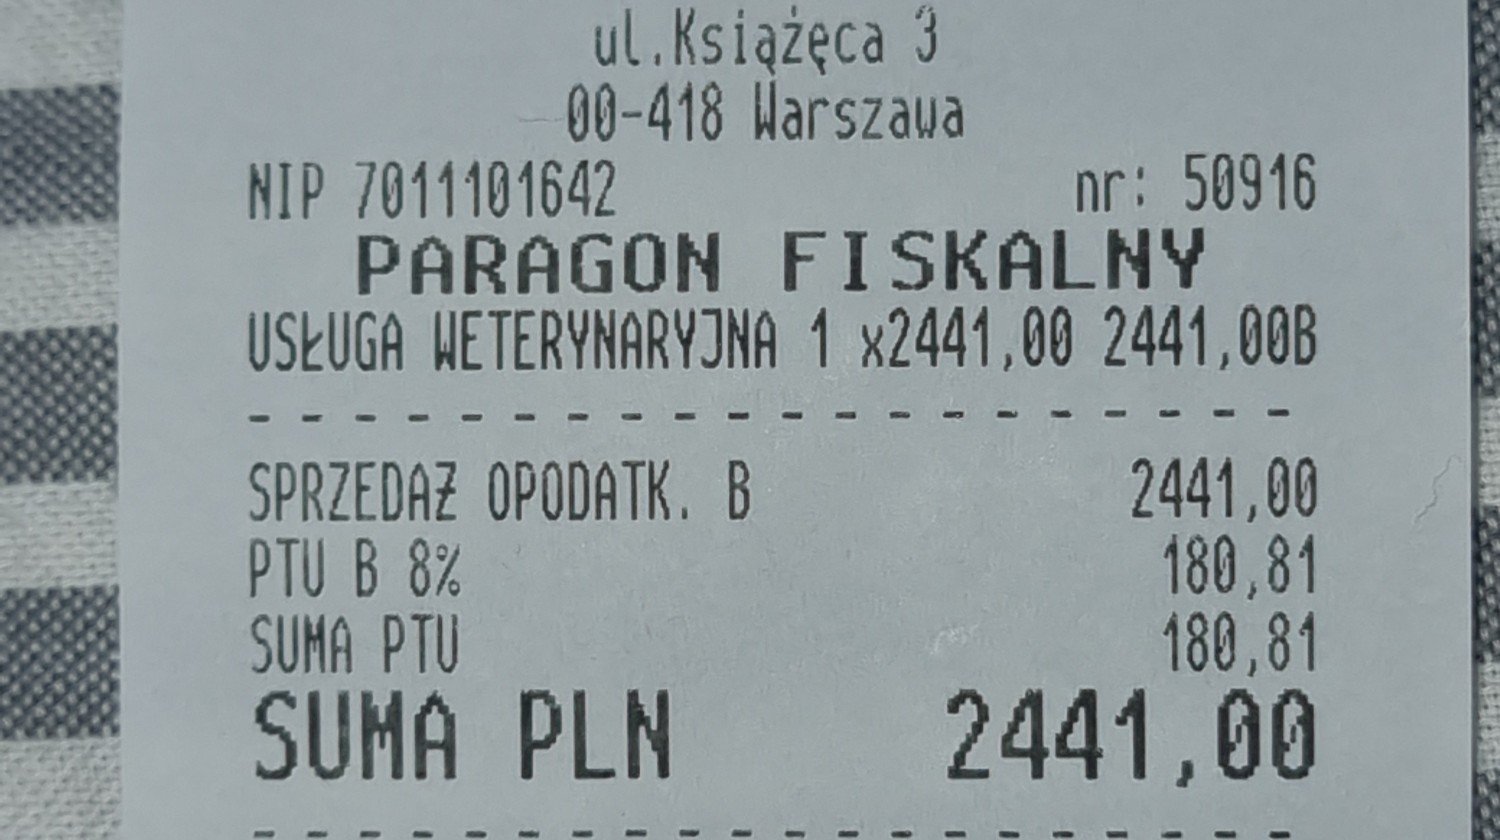 ul.Książęca 3
00-418 Warszawa
NIP 7011101642 nr: 50916
PARAGON FISKALNY
USŁUGA WETERYNARYJNA 1 x2441,00 2441,00B
- - - - - - - - - - - - - - - - - - - -
SPRZEDAŻ OPODATK. B 2441,00
PTU B 8% 180,81
SUMA PTU 180,81
SUMA PLN 2441,00
- - - - - - - - - - - - - - - - - - - -